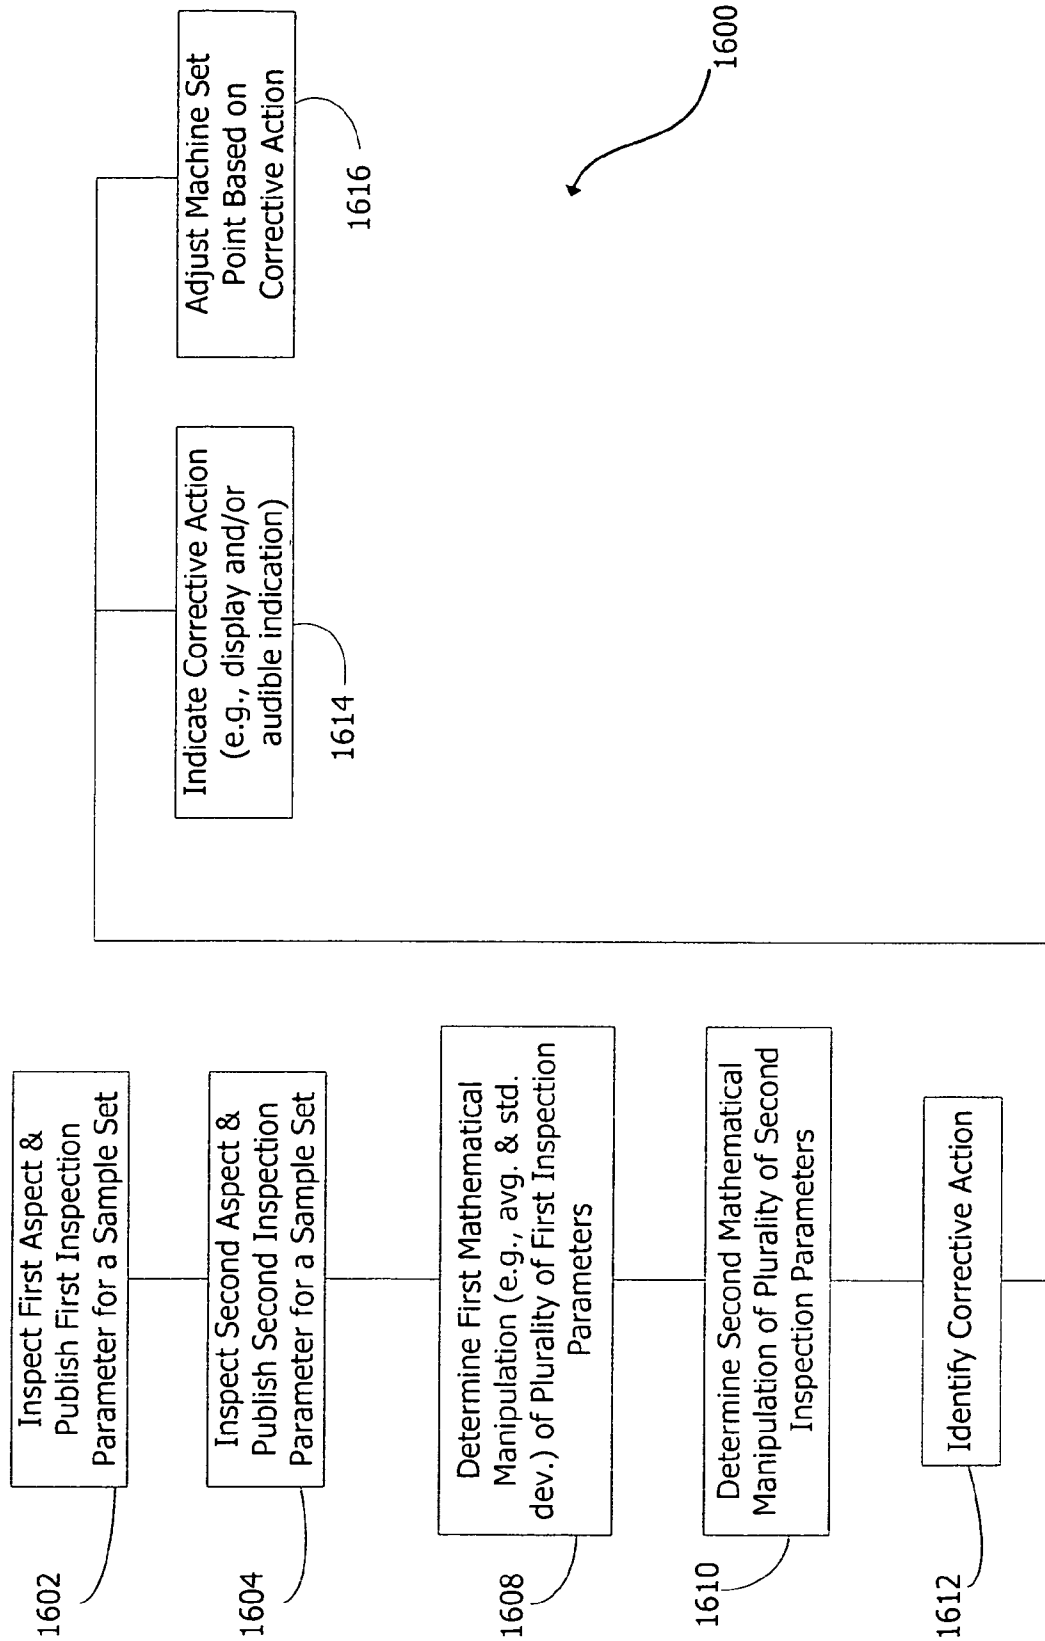 1602
Inspect First Aspect &
Publish First Inspection
Parameter for a Sample Set
1604
Inspect Second Aspect &
Publish Second Inspection
Parameter for a Sample Set
1608
Determine First Mathematical
Manipulation (e.g., avg. & std.
dev.) of Plurality of First Inspection
Parameters
1610
Determine Second Mathematical
Manipulation of Plurality of Second
Inspection Parameters
1612
Identify Corrective Action
Indicate Corrective Action
(e.g., display and/or
audible indication)
1614
Adjust Machine Set
Point Based on
Corrective Action
1616
1600